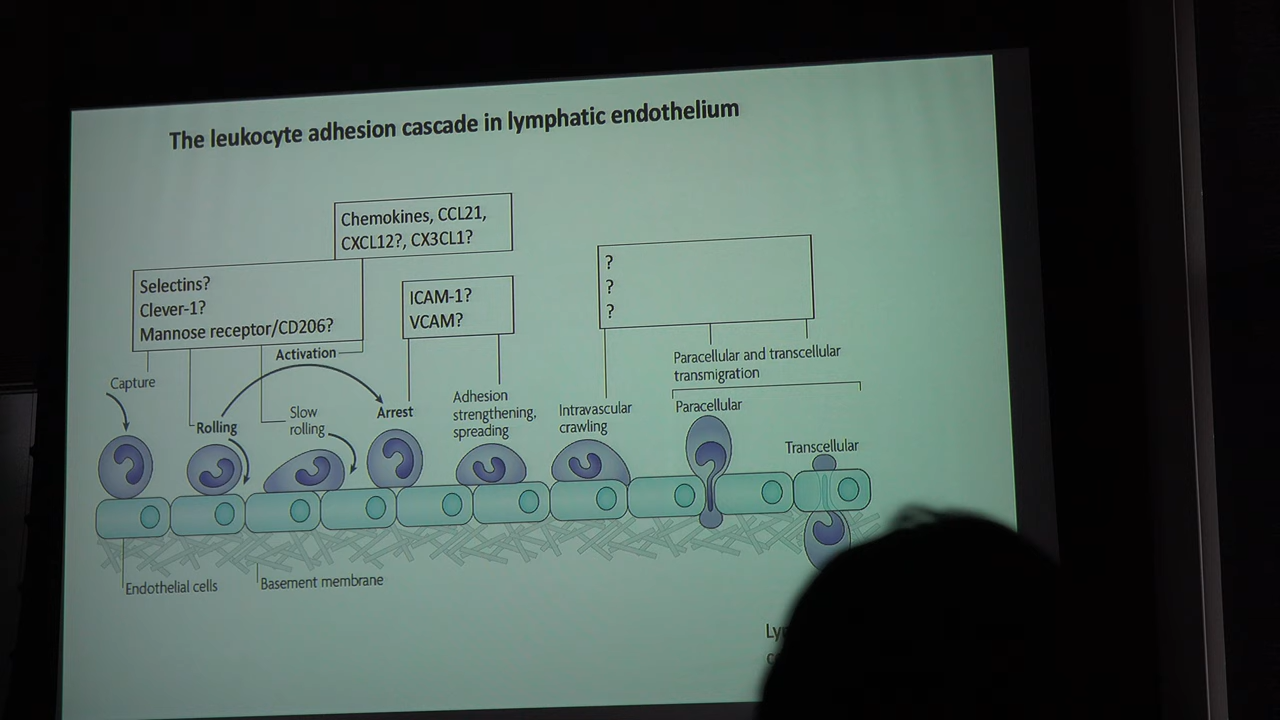 The leukocyte adhesion cascade in lymphatic endothelium
Chemokines, CCL21,
CXCL12?, CX3CL1?
Selectins?
Clever-1?
Mannose receptor/CD206?
ICAM-1?
VCAM?
?
?
?
Activation
Paracellular and transcellular
transmigration
Capture
Rolling
Slow
rolling
Arrest
Adhesion
strengthening,
spreading
Intravascular
crawling
Paracellular
Transcellular
Endothelial cells
Basement membrane